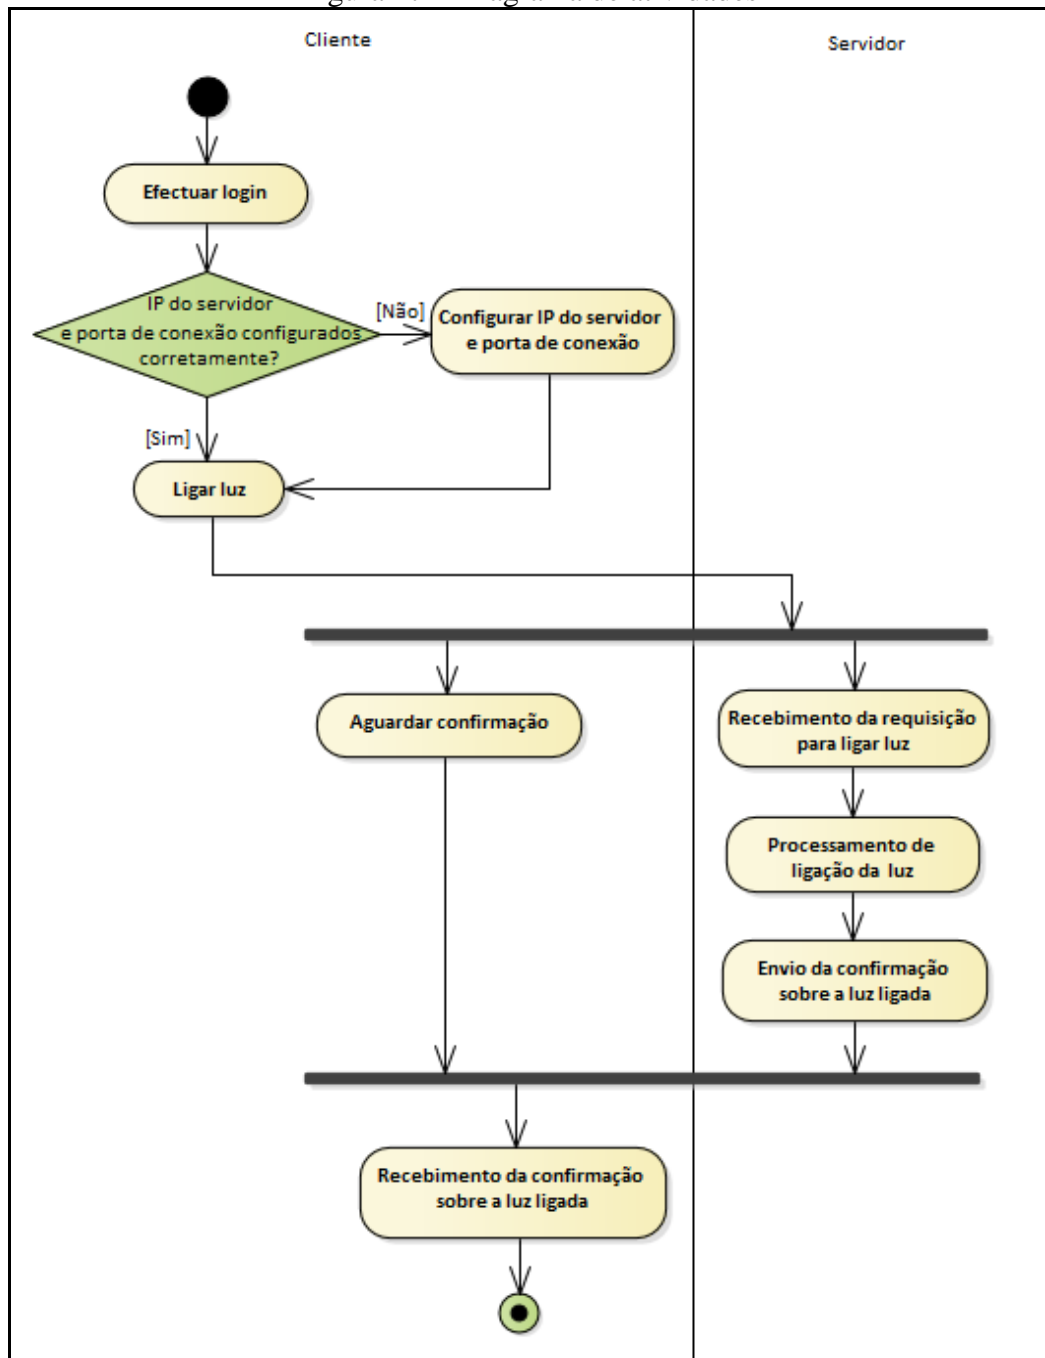 Cliente
Servidor
Efectuar login
IP do servidor
e porta de conexão configurados
corretamente?
[Não]
Configurar IP do servidor
e porta de conexão
[Sim]
Ligar luz
Aguardar confirmação
Recebimento da requisição
para ligar luz
Processamento de
ligação da luz
Envio da confirmação
sobre a luz ligada
Recebimento da confirmação
sobre a luz ligada